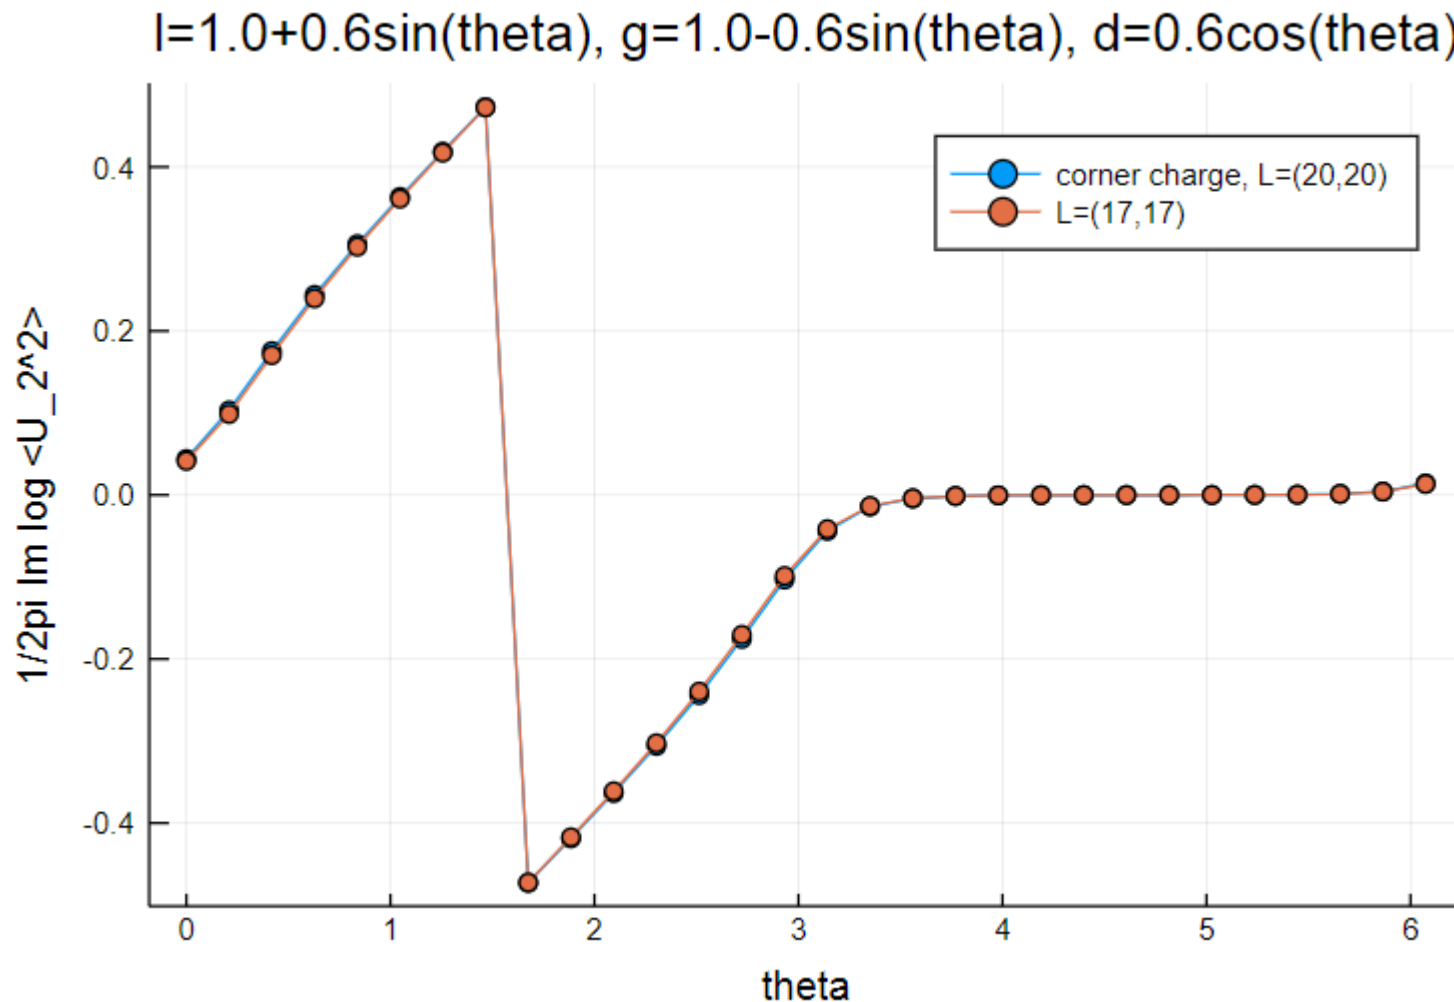 l=1.0+0.6sin(theta), g=1.0-0.6sin(theta), d=0.6cos(theta)
corner charge, L=(20,20)
L=(17,17)
1/2pi Im log <U_2^2>
0.4
0.2
0.0
-0.2
-0.4
0 1 2 3 4 5 6
theta